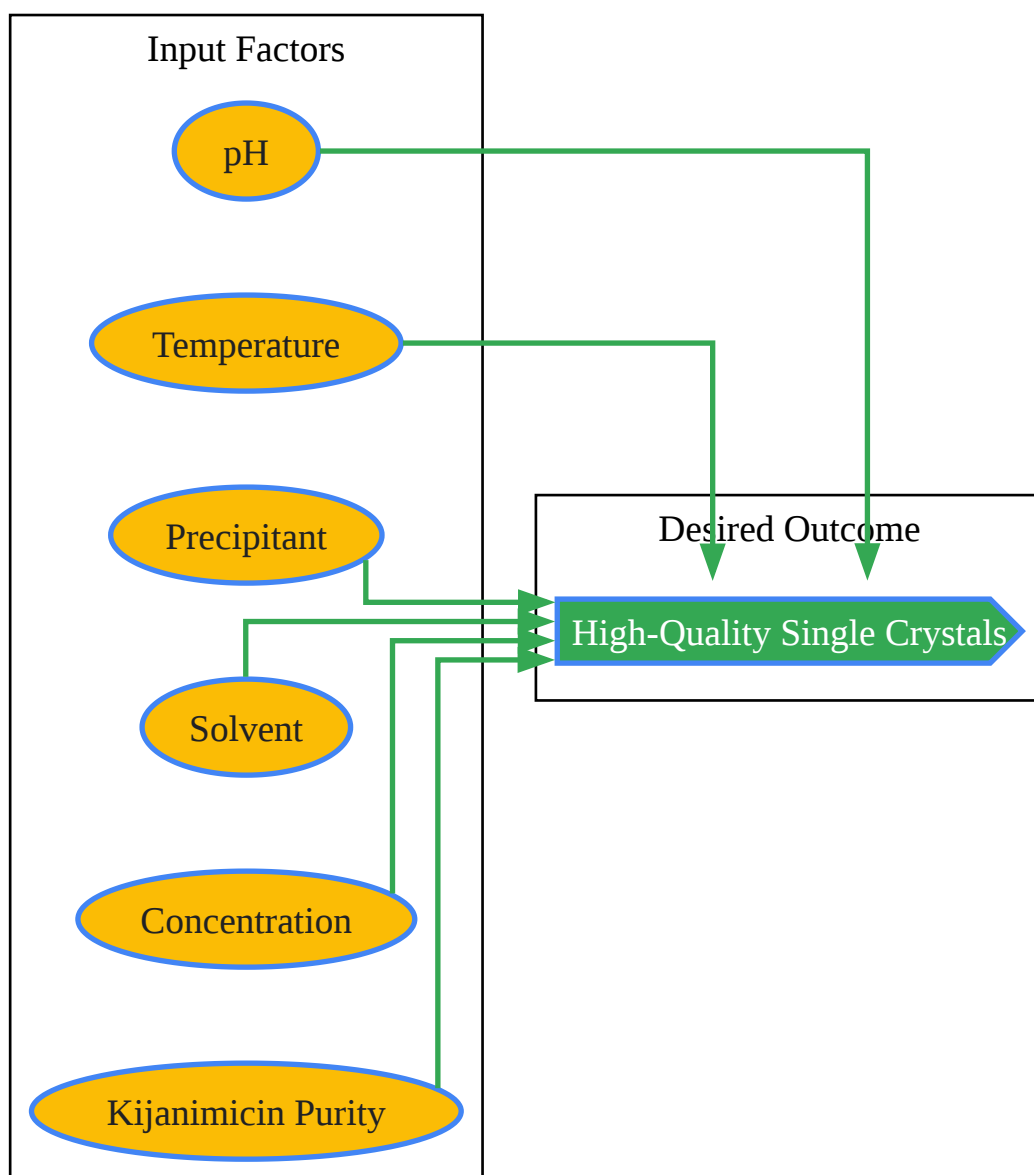 Input Factors
pH
Temperature
Precipitant
Desired Outcome
High-Quality Single Crystals
Solvent
Concentration
Kijanimicin Purity